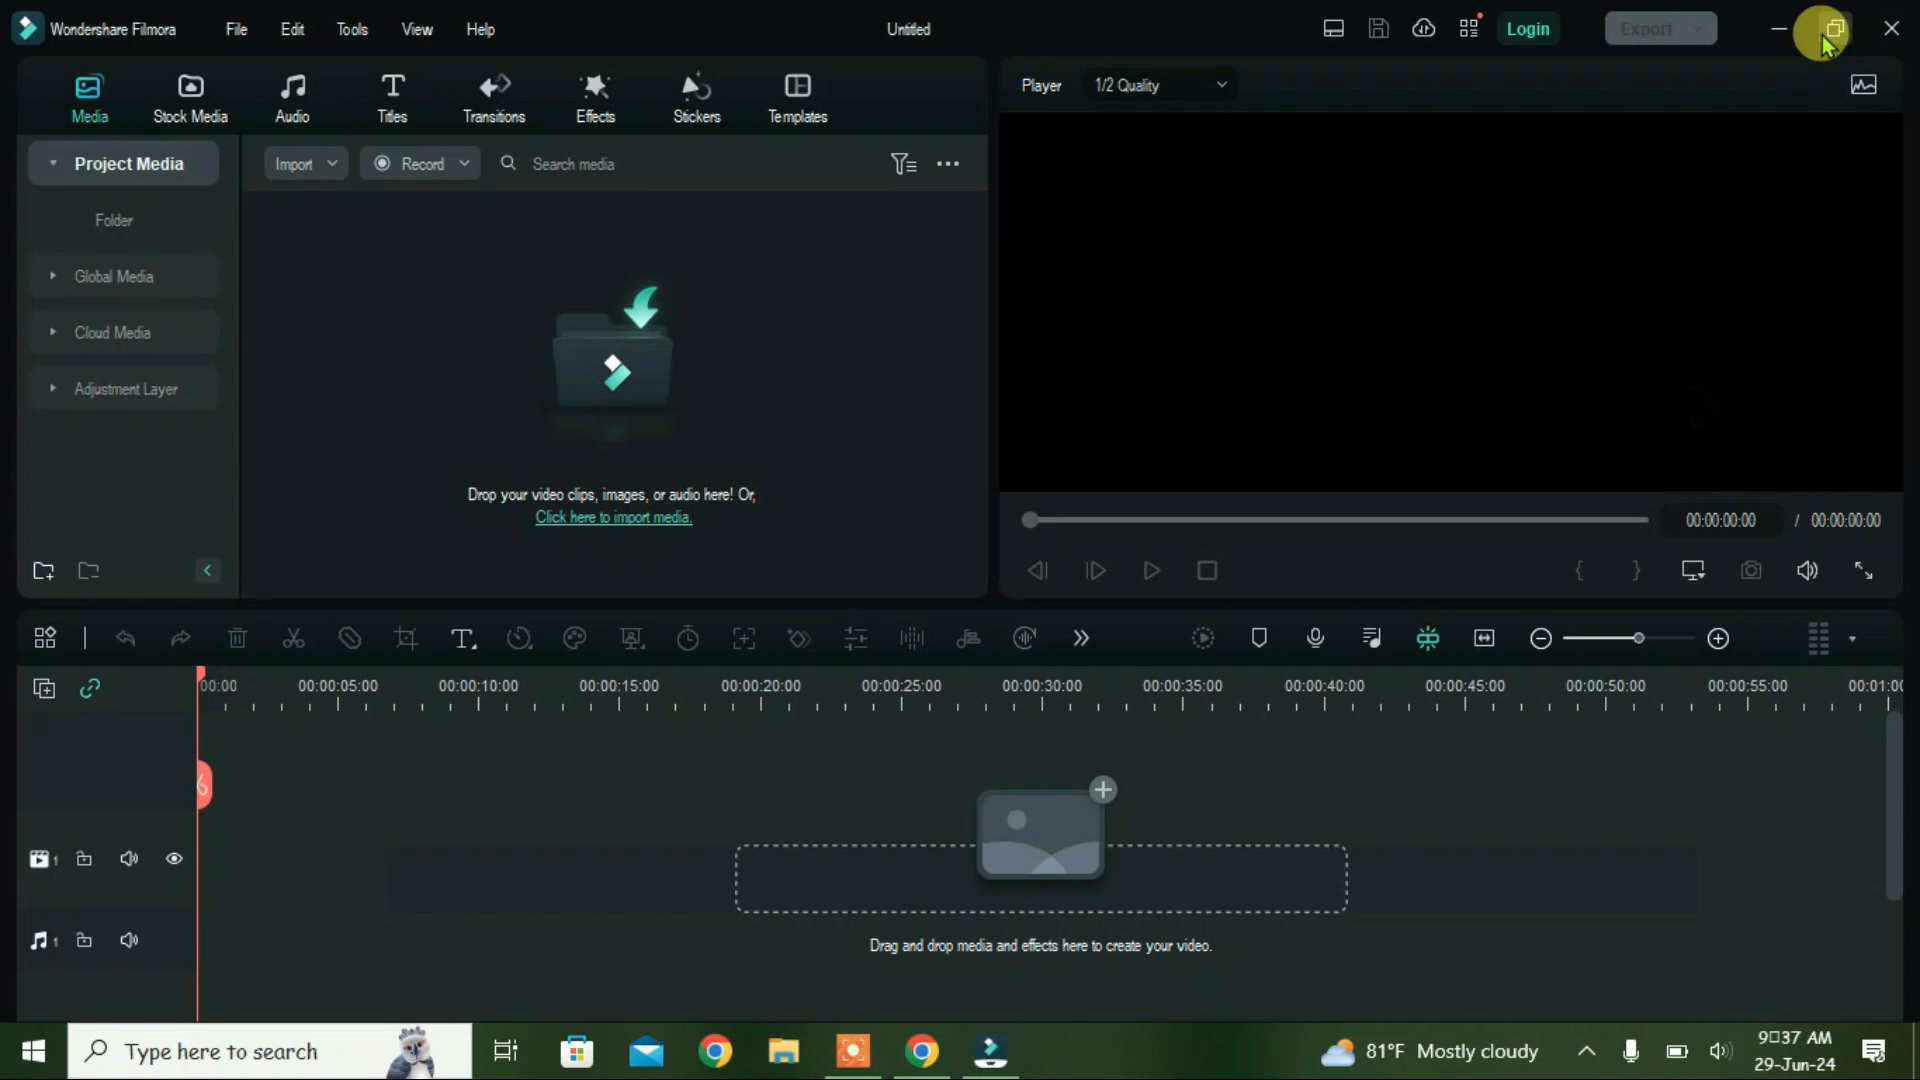 Wondershare Filmora File Edit Tools View Help Untitled Login Export
Media Stock Media Audio Titles Transitions Effects Stickers Templates
Player 1/2 Quality
Project Media
Import Record Search media
Folder
Global Media
Cloud Media
Adjustment Layer
Drop your video clips, images, or audio here! Or,
Click here to import media.
00:00:00:00 / 00:00:00:00
00:00 00:00:05:00 00:00:10:00 00:00:15:00 00:00:20:00 00:00:25:00 00:00:30:00 00:00:35:00 00:00:40:00 00:00:45:00 00:00:50:00 00:00:55:00 00:01:00
1
1
Drag and drop media and effects here to create your video.
Type here to search
81°F Mostly cloudy
9□37 AM
29-Jun-24